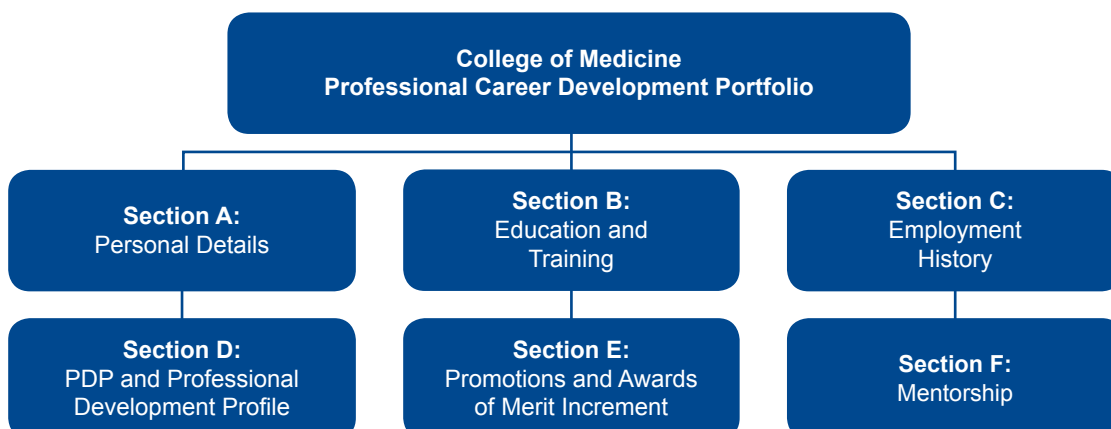 College of Medicine
Professional Career Development Portfolio
Section A:
Personal Details
Section B:
Education and
Training
Section C:
Employment
History
Section D:
PDP and Professional
Development Profile
Section E:
Promotions and Awards
of Merit Increment
Section F:
Mentorship